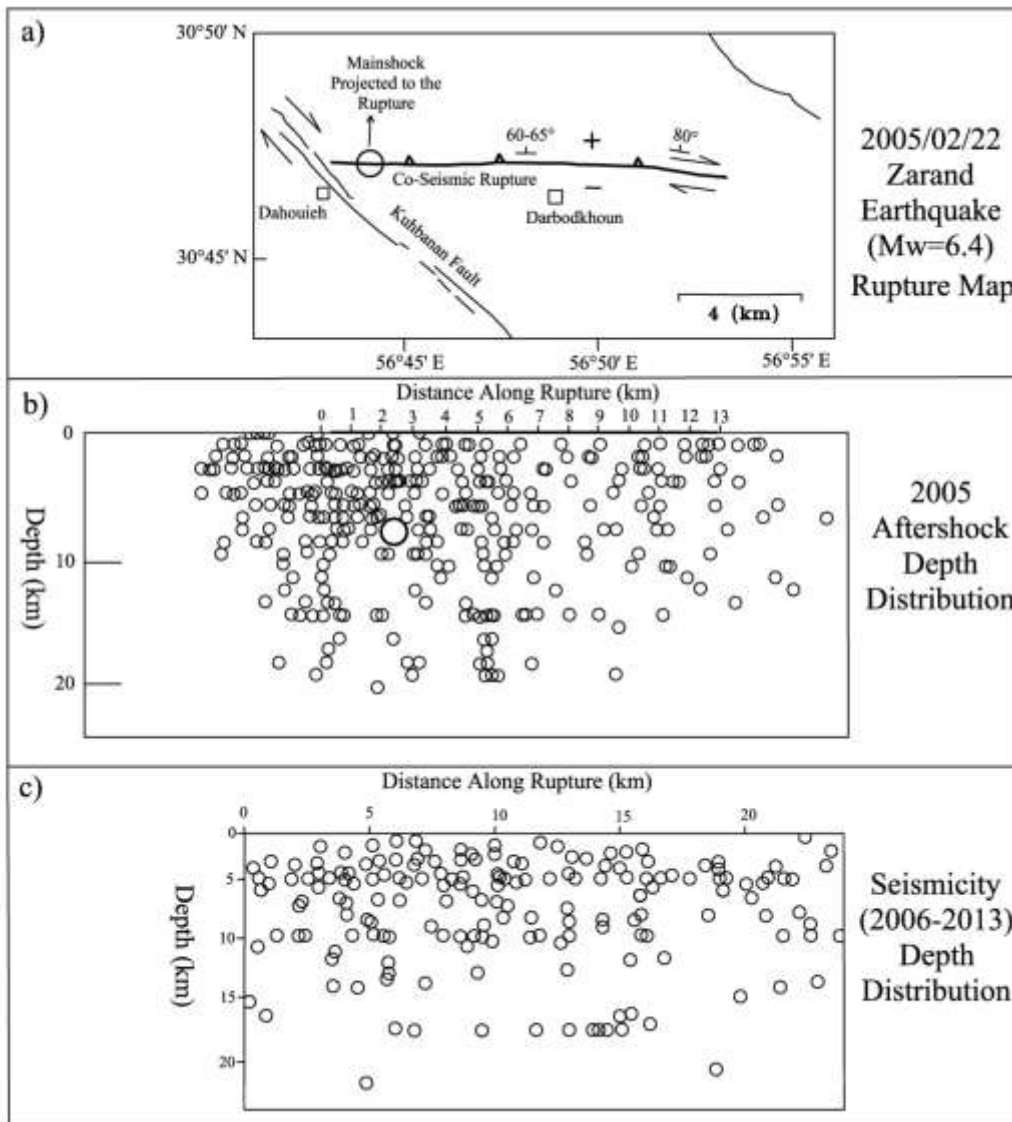 a)
30°50' N
Mainshock
Projected to the
Rupture
60-65°
+
80°
Co-Seismic Rupture
−
Dahouieh
Darbodkhoun
Kuhbanan Fault
30°45' N
4 (km)
56°45' E
56°50' E
56°55' E
2005/02/22
Zarand
Earthquake
(Mw=6.4)
Rupture Map
b)
Distance Along Rupture (km)
0 1 2 3 4 5 6 7 8 9 10 11 12 13
0
10
20
Depth (km)
2005
Aftershock
Depth
Distribution
c)
Distance Along Rupture (km)
0 5 10 15 20
0
5
10
15
20
Depth (km)
Seismicity
(2006-2013)
Depth
Distribution